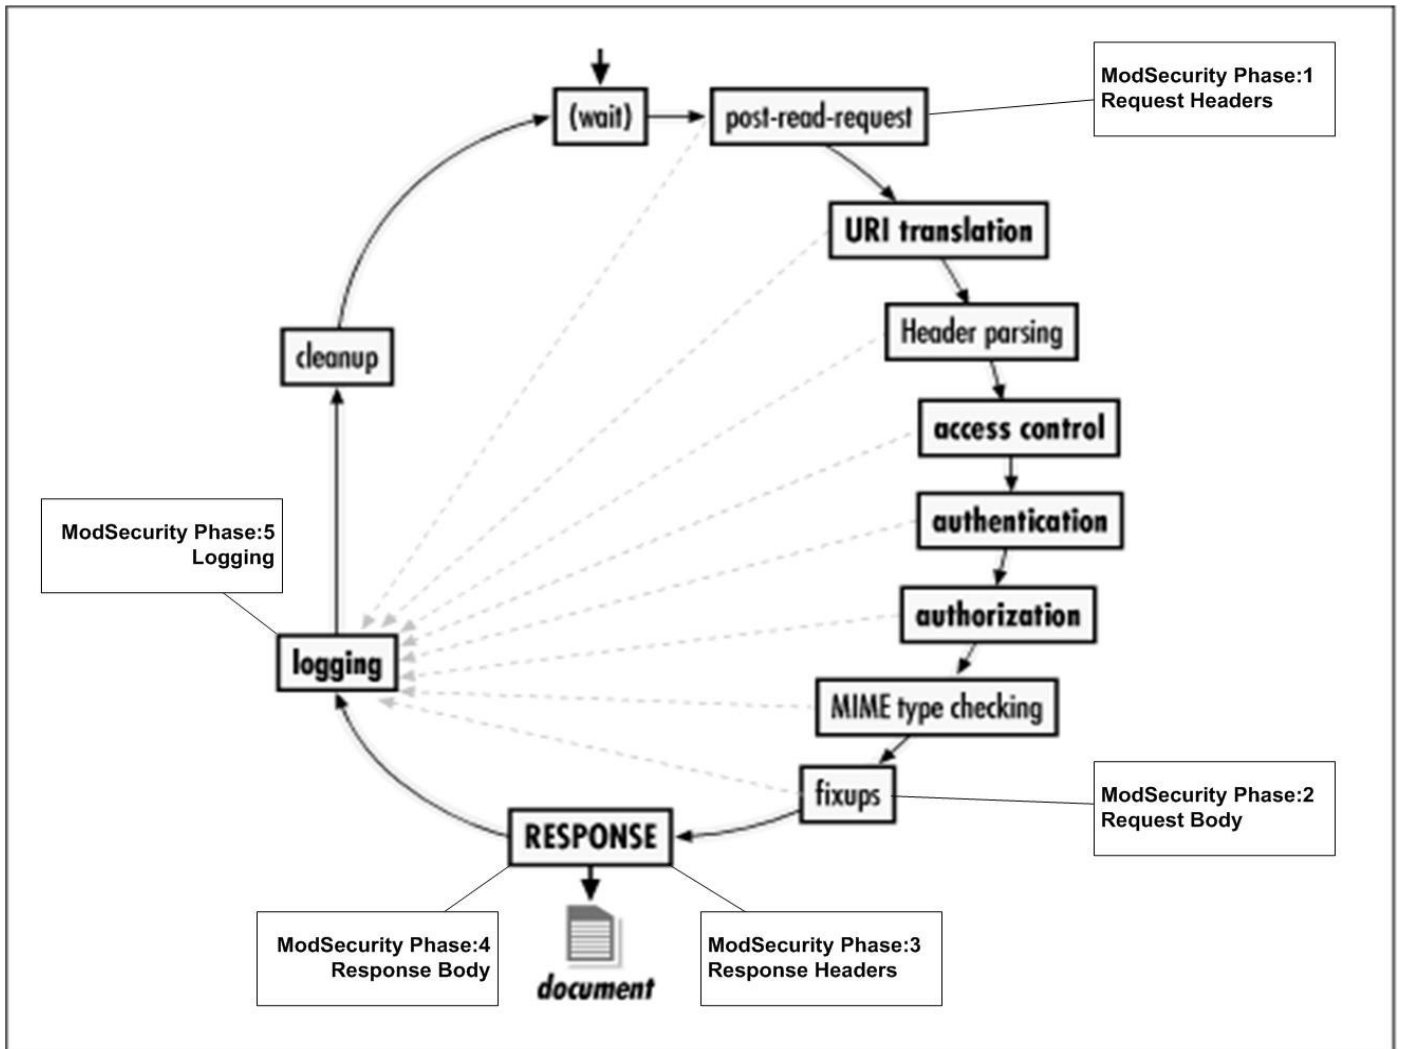 (wait)
post-read-request
ModSecurity Phase:1
Request Headers
URI translation
Header parsing
cleanup
access control
authentication
ModSecurity Phase:5
Logging
authorization
logging
MIME type checking
fixups
ModSecurity Phase:2
Request Body
RESPONSE
ModSecurity Phase:4
Response Body
document
ModSecurity Phase:3
Response Headers